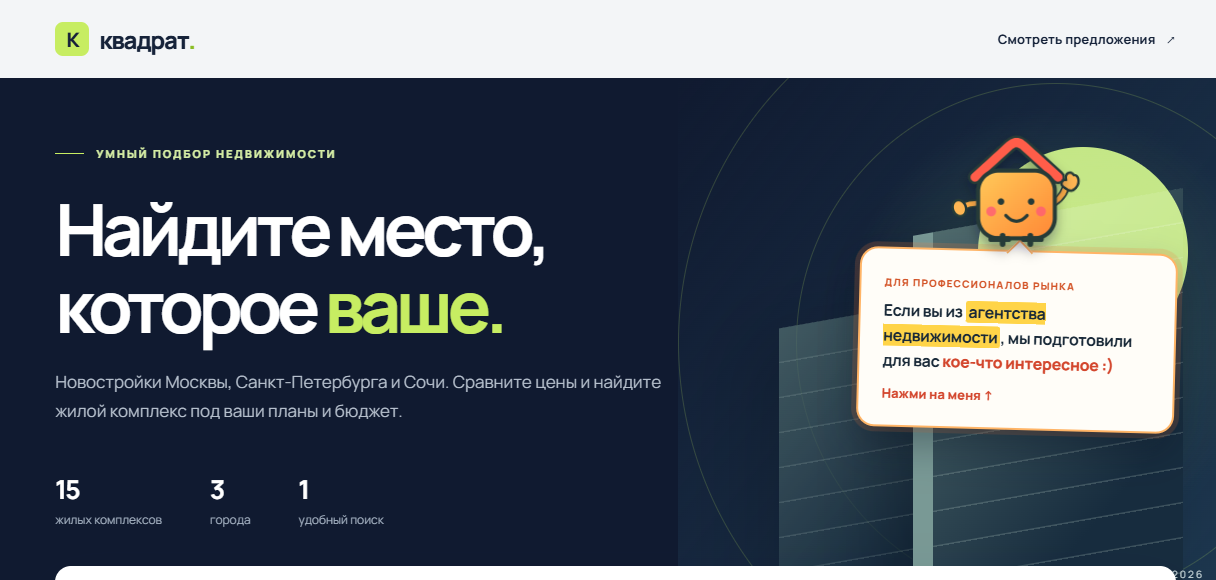 К квадрат.
Смотреть предложения ↗
УМНЫЙ ПОДБОР НЕДВИЖИМОСТИ
Найдите место,
которое ваше.
Новостройки Москвы, Санкт-Петербурга и Сочи. Сравните цены и найдите
жилой комплекс под ваши планы и бюджет.
15
жилых комплексов
3
города
1
удобный поиск
ДЛЯ ПРОФЕССИОНАЛОВ РЫНКА
Если вы из агентства
недвижимости, мы подготовили
для вас кое-что интересное :)
Нажми на меня ↑
2026